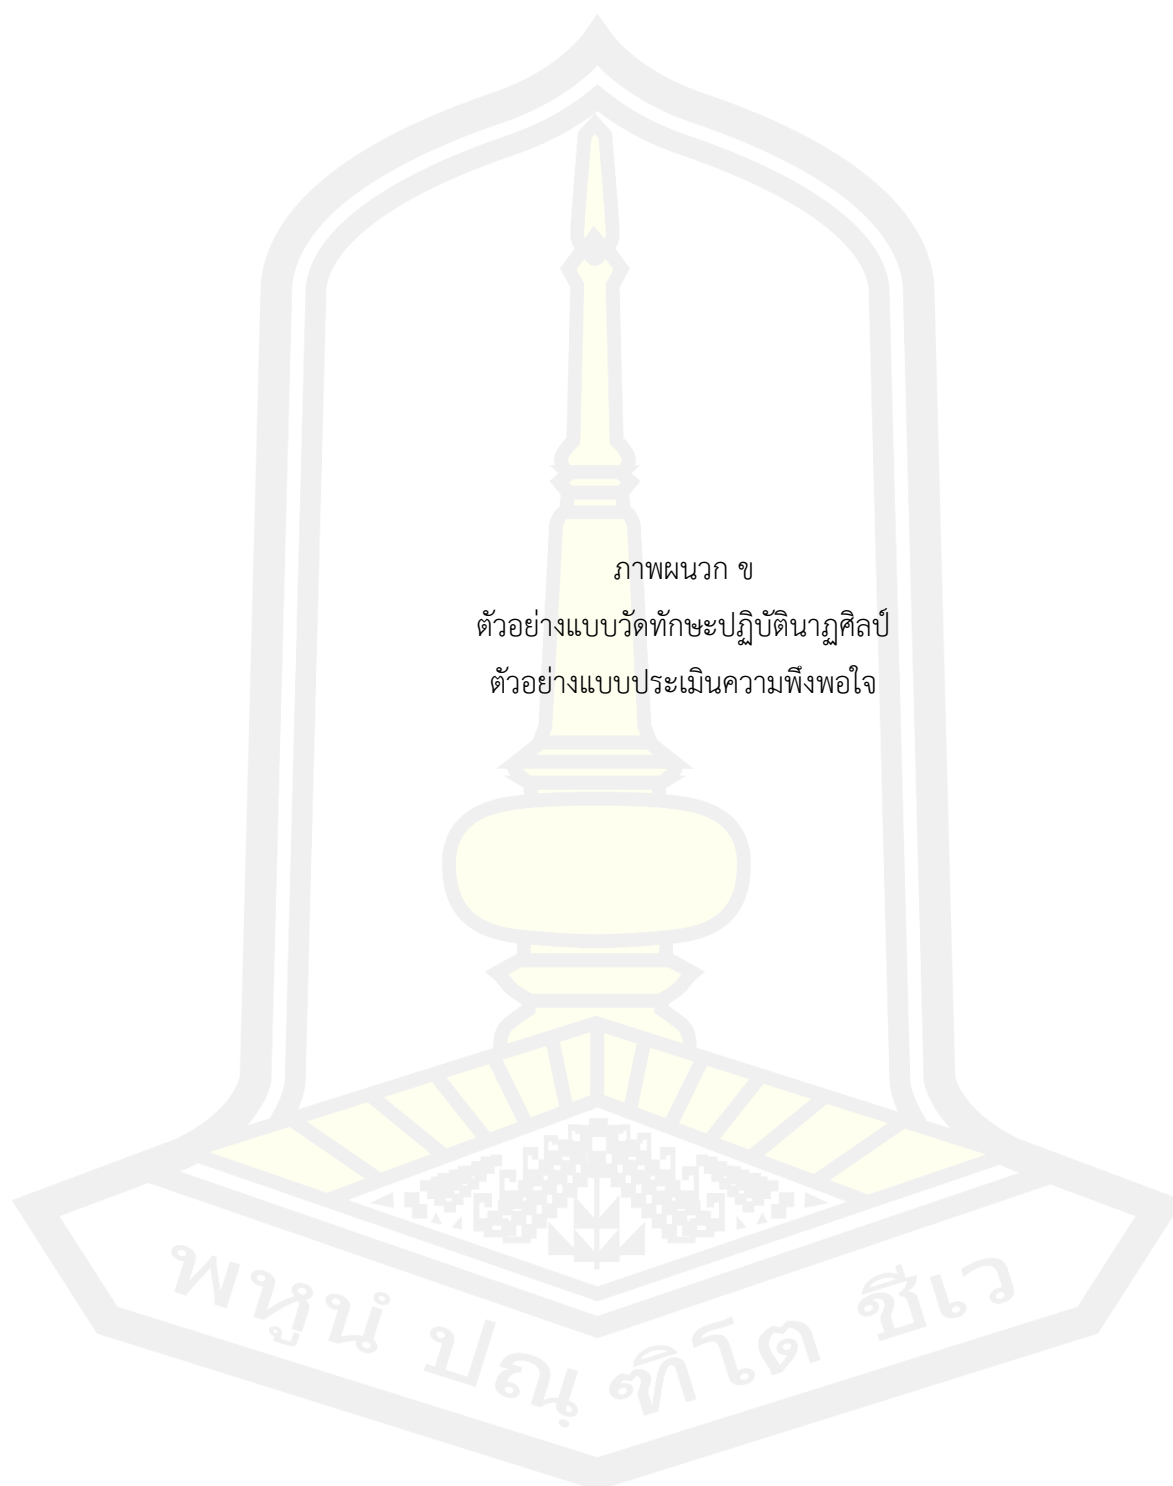 ภาพผนวก ข
ตัวอย่างแบบวัดทักษะปฏิบัตินาฏศิลป์
ตัวอย่างแบบประเมินความพึงพอใจ
พหูนํ ปณฺ ฑิโต ชีเว